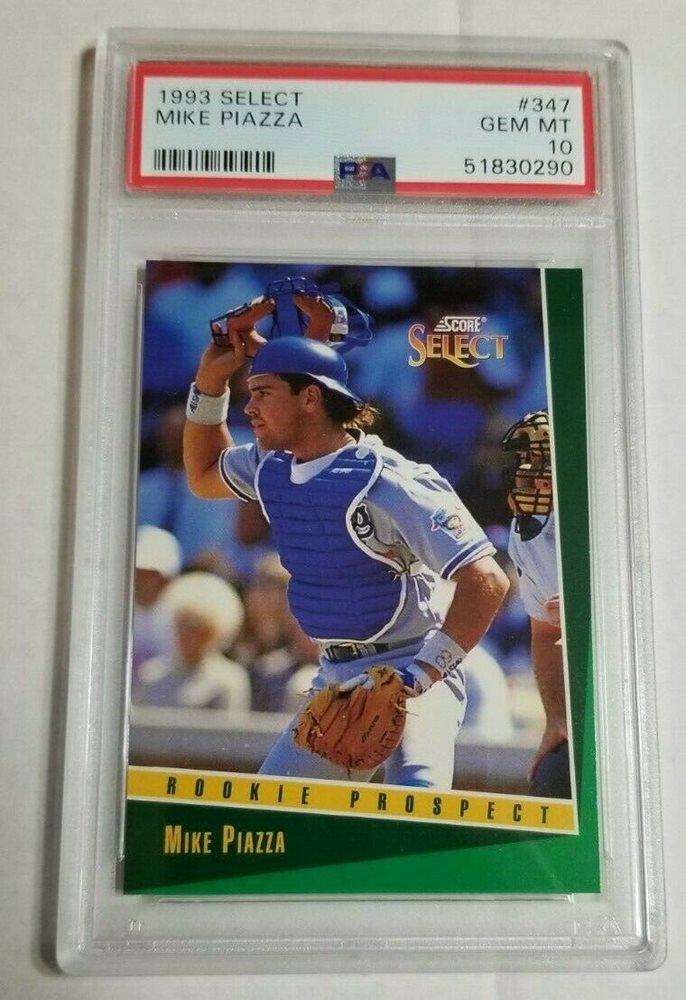 1993 SELECT #347
MIKE PIAZZA GEM MT
10
PSA 51830290
SCORE®
SELECT
ROOKIE PROSPECT
MIKE PIAZZA